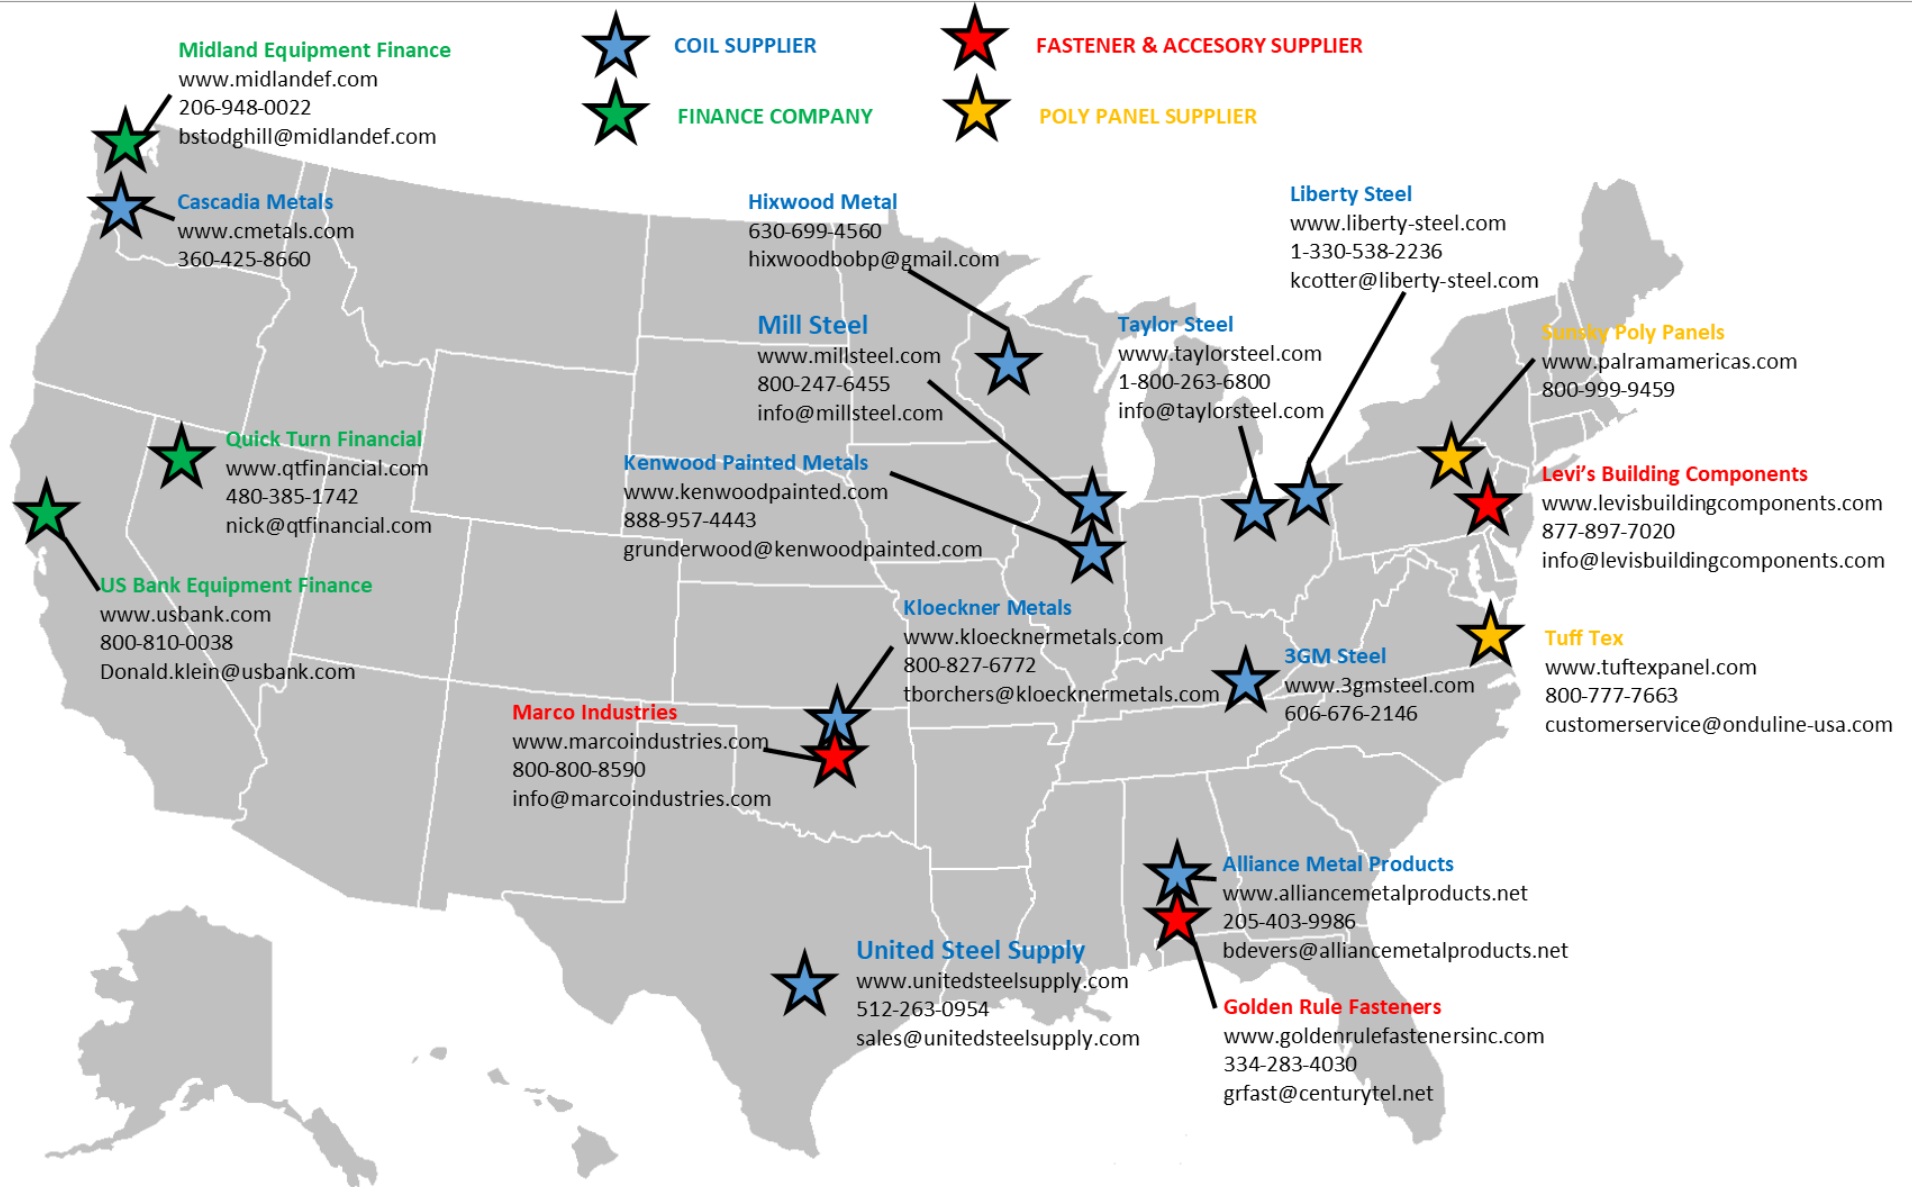 COIL SUPPLIER
FASTENER & ACCESORY SUPPLIER
FINANCE COMPANY
POLY PANEL SUPPLIER
Midland Equipment Finance
www.midlandef.com
206-948-0022
bstodghill@midlandef.com
Cascadia Metals
www.cmetals.com
360-425-8660
Hixwood Metal
630-699-4560
hixwoodbobp@gmail.com
Liberty Steel
www.liberty-steel.com
1-330-538-2236
kcotter@liberty-steel.com
Mill Steel
www.millsteel.com
800-247-6455
info@millsteel.com
Taylor Steel
www.taylorsteel.com
1-800-263-6800
info@taylorsteel.com
Sunsky Poly Panels
www.palramamericas.com
800-999-9459
Quick Turn Financial
www.qtfinancial.com
480-385-1742
nick@qtfinancial.com
Kenwood Painted Metals
www.kenwoodpainted.com
888-957-4443
grunderwood@kenwoodpainted.com
Levi's Building Components
www.levisbuildingcomponents.com
877-897-7020
info@levisbuildingcomponents.com
US Bank Equipment Finance
www.usbank.com
800-810-0038
Donald.klein@usbank.com
Kloeckner Metals
www.kloecknermetals.com
800-827-6772
tborchers@kloecknermetals.com
3GM Steel
www.3gmsteel.com
606-676-2146
Tuff Tex
www.tuftexpanel.com
800-777-7663
customerservice@onduline-usa.com
Marco Industries
www.marcoindustries.com
800-800-8590
info@marcoindustries.com
Alliance Metal Products
www.alliancemetalproducts.net
205-403-9986
bdevers@alliancemetalproducts.net
United Steel Supply
www.unitedsteelsupply.com
512-263-0954
sales@unitedsteelsupply.com
Golden Rule Fasteners
www.goldenrulefastenersinc.com
334-283-4030
grfast@centurytel.net